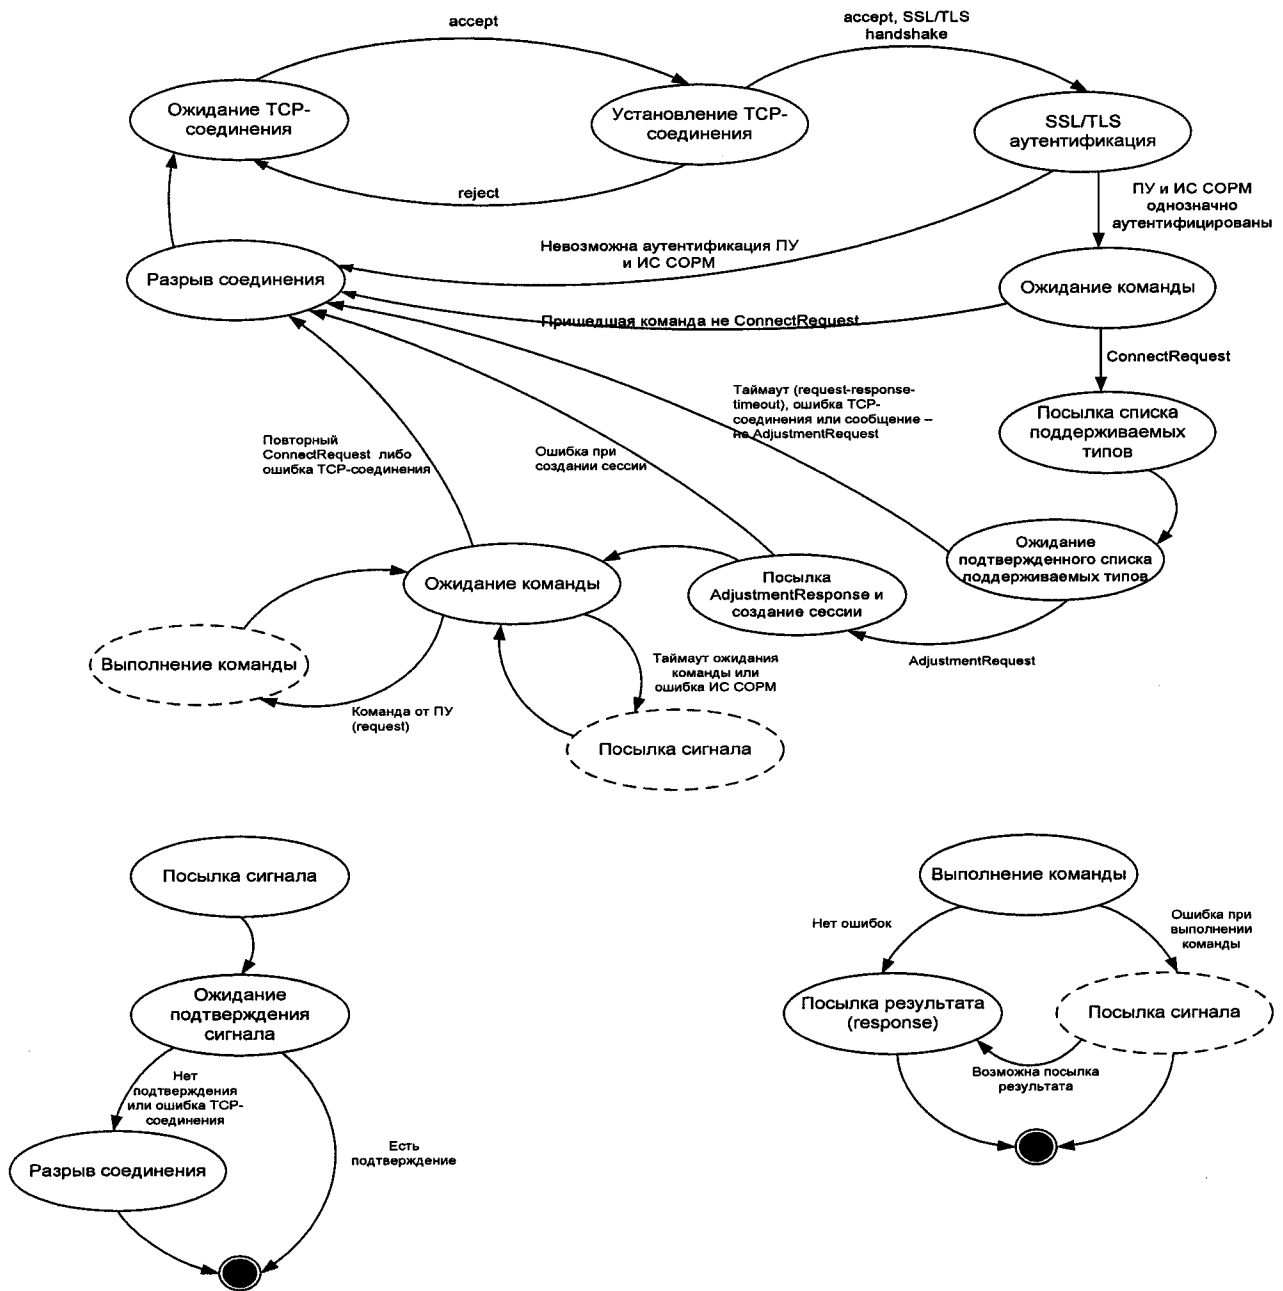 accept
accept, SSL/TLS
handshake
Ожидание TCP-
соединения
Установление TCP-
соединения
SSL/TLS
аутентификация
reject
ПУ и ИС СОРМ
однозначно
аутентифицированы
Невозможна аутентификация ПУ
и ИС СОРМ
Разрыв соединения
Ожидание команды
Пришедшая команда не ConnectRequest
ConnectRequest
Таймаут (request-response-
timeout), ошибка TCP-
соединения или сообщение –
не AdjustmentRequest
Посылка списка
поддерживаемых
типов
Повторный
ConnectRequest либо
ошибка TCP-соединения
Ошибка при
создании сессии
Ожидание
подтвержденного списка
поддерживаемых типов
Ожидание команды
Посылка
AdjustmentResponse и
создание сессии
AdjustmentRequest
Выполнение команды
Таймаут ожидания
команды или
ошибка ИС СОРМ
Команда от ПУ
(request)
Посылка сигнала
Посылка сигнала
Ожидание
подтверждения
сигнала
Нет
подтверждения
или ошибка TCP-
соединения
Есть
подтверждение
Разрыв соединения
Выполнение команды
Нет ошибок
Ошибка при
выполнении
команды
Посылка результата
(response)
Посылка сигнала
Возможна посылка
результата